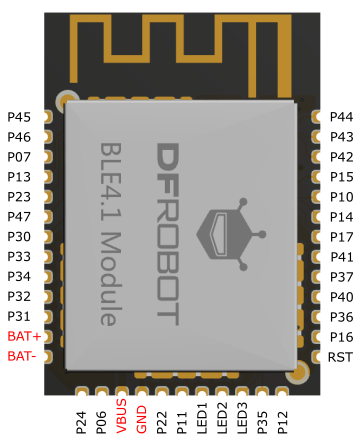 P45
P46
P07
P13
P23
P47
P30
P33
P34
P32
P31
BAT+
BAT-
DFROBOT
BLE4.1 Module
P44
P43
P42
P15
P10
P14
P17
P41
P37
P40
P36
P16
RST
P24
P06
VBUS
GND
P22
P11
LED1
LED2
LED3
P35
P12